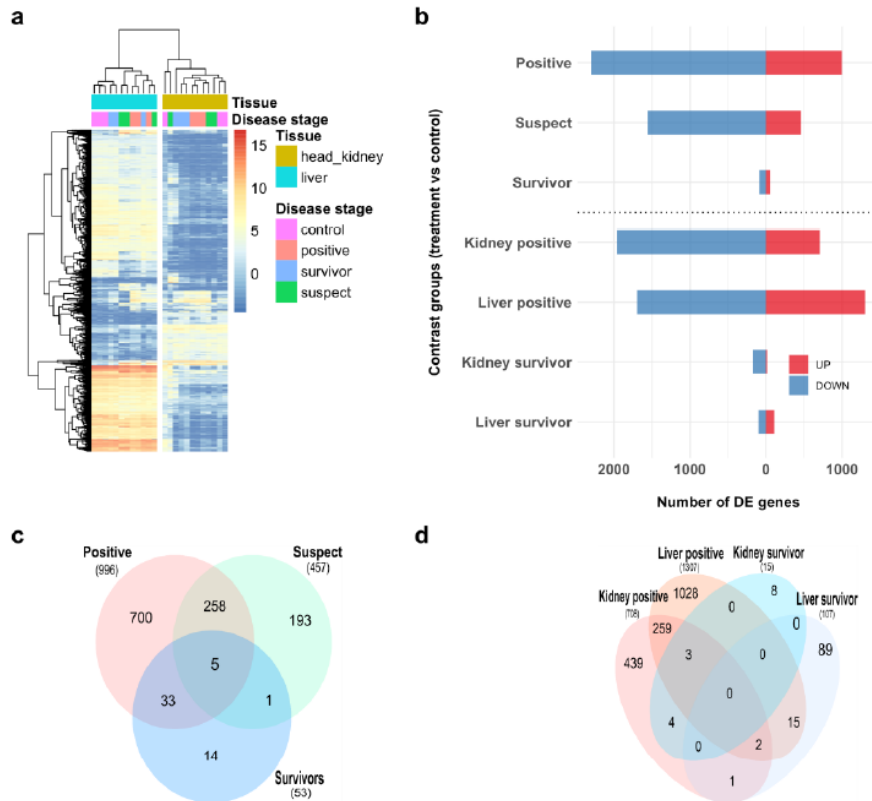 a
Tissue
Disease stage
15
10
5
0
Tissue
head_kidney
liver
Disease stage
control
positive
survivor
suspect
b
Contrast groups (treatment vs control)
Positive
Suspect
Survivor
Kidney positive
Liver positive
Kidney survivor
Liver survivor
UP
DOWN
2000 1000 0 1000
Number of DE genes
c
Positive
(996)
Suspect
(457)
700
258
193
5
33
1
14
Survivors
(53)
d
Liver positive
(1307)
Kidney survivor
(15)
Kidney positive
(708)
Liver survivor
(107)
1028
8
0
0
259
439
3
0
89
0
4
15
0
2
1